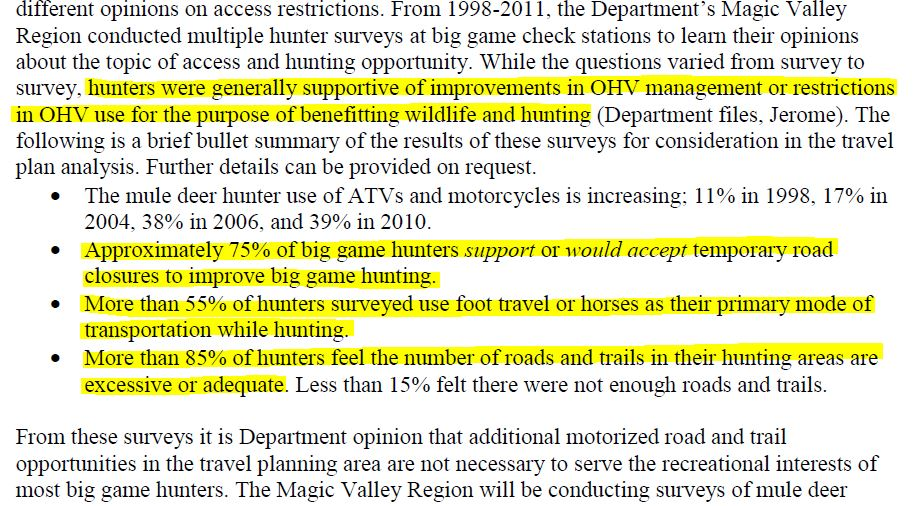 different opinions on access restrictions. From 1998-2011, the Department's Magic Valley
Region conducted multiple hunter surveys at big game check stations to learn their opinions
about the topic of access and hunting opportunity. While the questions varied from survey to
survey, hunters were generally supportive of improvements in OHV management or restrictions
in OHV use for the purpose of benefitting wildlife and hunting (Department files, Jerome). The
following is a brief bullet summary of the results of these surveys for consideration in the travel
plan analysis. Further details can be provided on request.
• The mule deer hunter use of ATVs and motorcycles is increasing; 11% in 1998, 17% in
2004, 38% in 2006, and 39% in 2010.
• Approximately 75% of big game hunters support or would accept temporary road
closures to improve big game hunting.
• More than 55% of hunters surveyed use foot travel or horses as their primary mode of
transportation while hunting.
• More than 85% of hunters feel the number of roads and trails in their hunting areas are
excessive or adequate. Less than 15% felt there were not enough roads and trails.
From these surveys it is Department opinion that additional motorized road and trail
opportunities in the travel planning area are not necessary to serve the recreational interests of
most big game hunters. The Magic Valley Region will be conducting surveys of mule deer